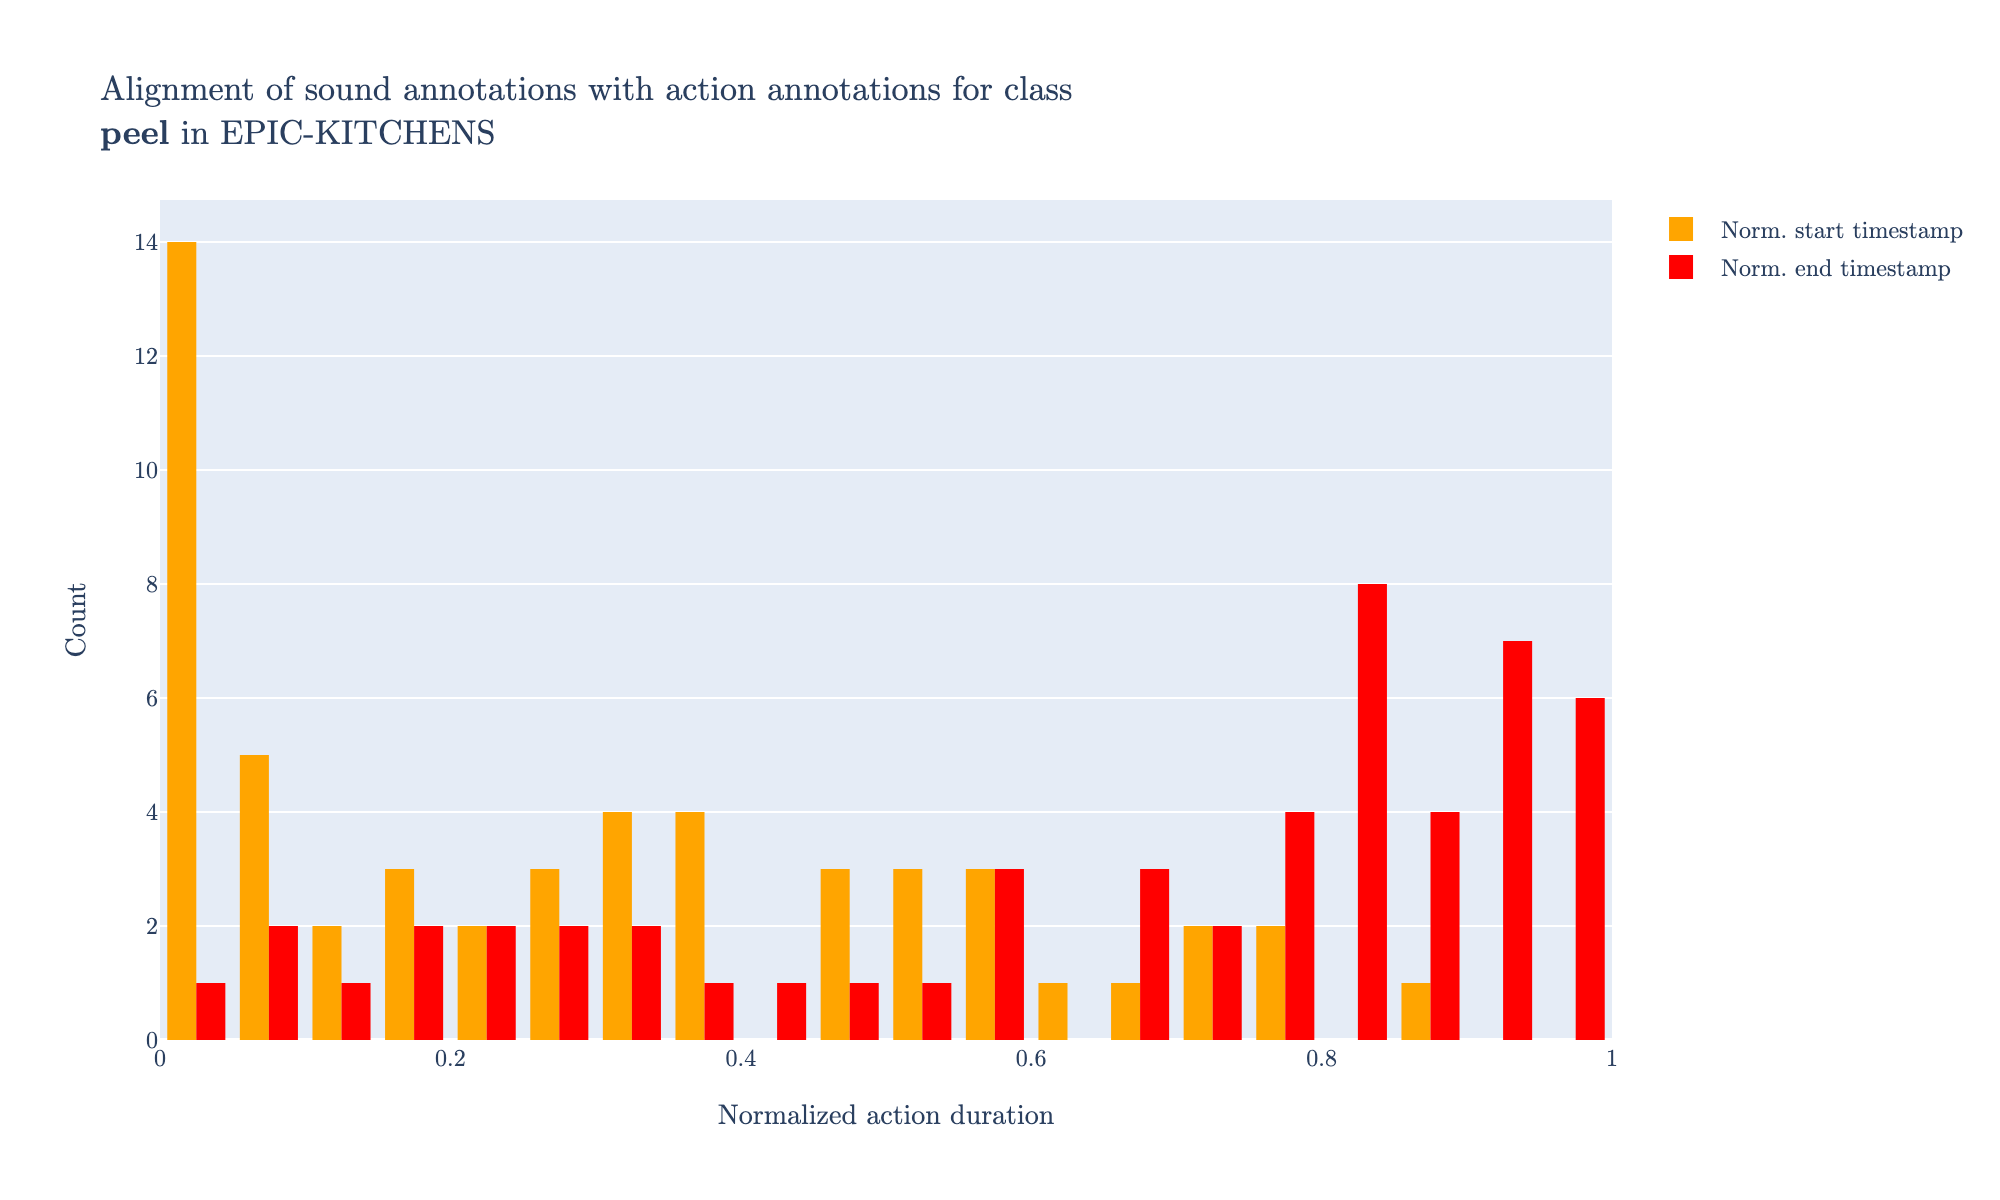 Alignment of sound annotations with action annotations for class
peel in EPIC-KITCHENS
Norm. start timestamp
Norm. end timestamp
14
12
10
8
6
4
2
0
Count
0
0.2
0.4
0.6
0.8
1
Normalized action duration